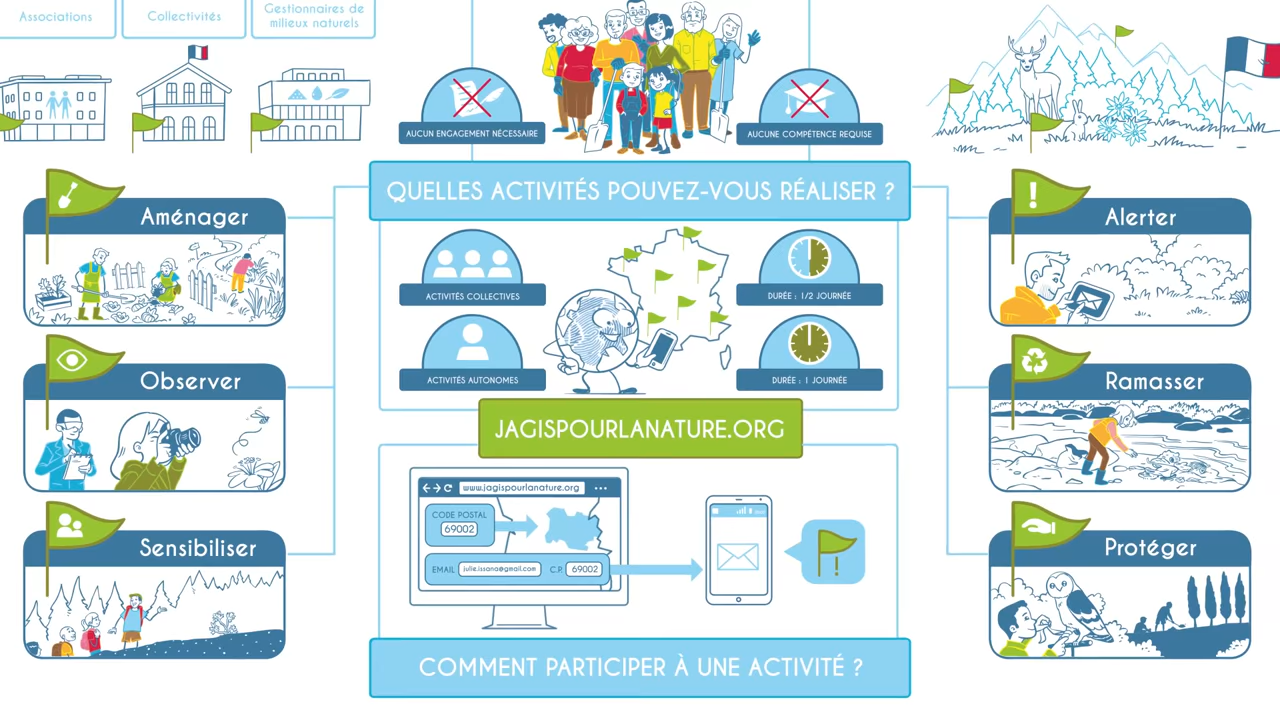 Associations
Collectivités
Gestionnaires de
milieux naturels
AUCUN ENGAGEMENT NÉCESSAIRE
AUCUNE COMPÉTENCE REQUISE
QUELLES ACTIVITÉS POUVEZ-VOUS RÉALISER ?
Aménager
Observer
Sensibiliser
ACTIVITÉS COLLECTIVES
DURÉE : 1/2 JOURNÉE
ACTIVITÉS AUTONOMES
DURÉE : 1 JOURNÉE
JAGISPOURLANATURE.ORG
www.jagispourlanature.org
CODE POSTAL
69002
EMAIL julie.issana@gmail.com C.P. 69002
!
COMMENT PARTICIPER À UNE ACTIVITÉ ?
!
Alerter
Ramasser
Protéger